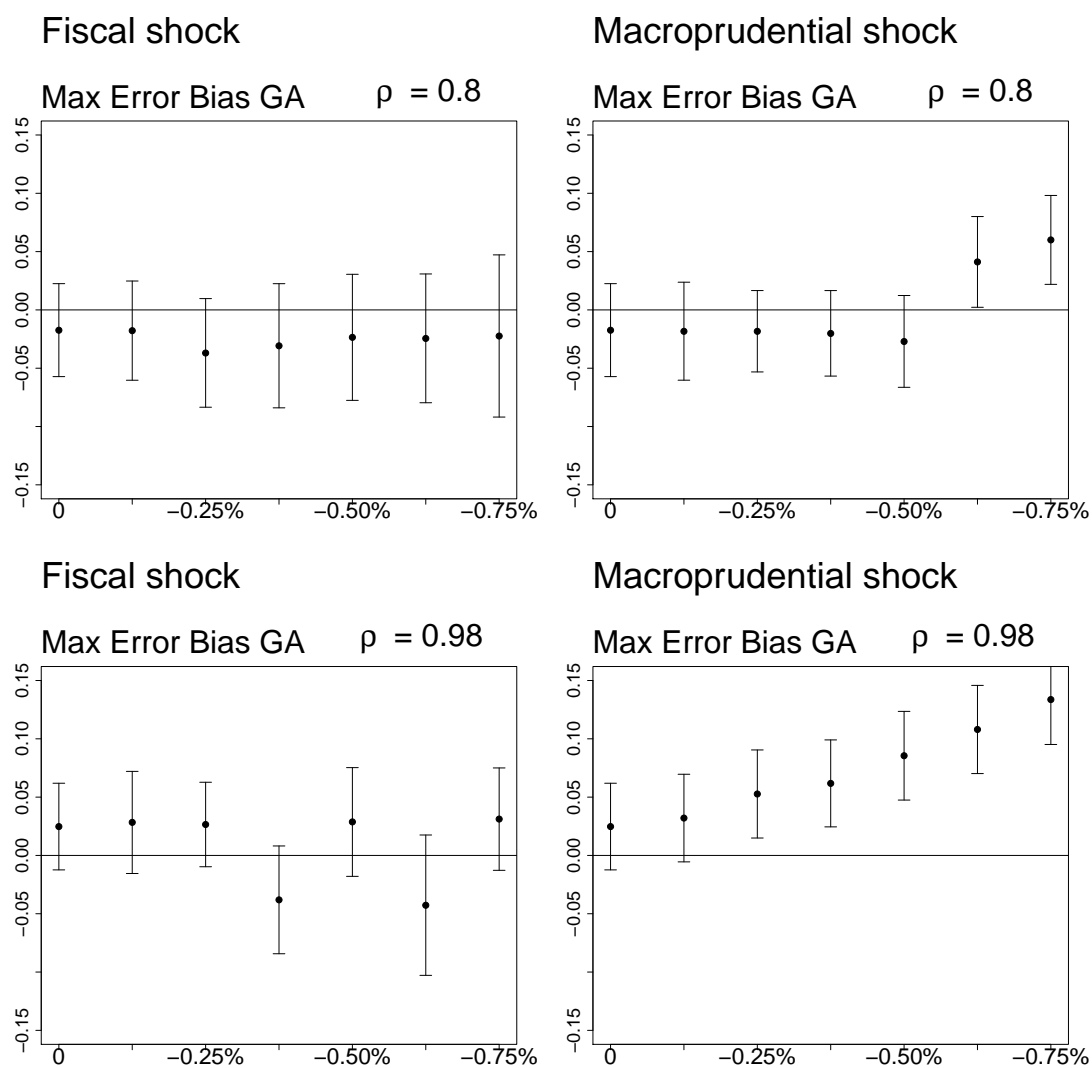 Fiscal shock
Max Error Bias GA ρ = 0.8
0.15
0.10
0.05
0.00
−0.05
−0.15
0 −0.25% −0.50% −0.75%
Macroprudential shock
Max Error Bias GA ρ = 0.8
0.15
0.10
0.05
0.00
−0.05
−0.15
0 −0.25% −0.50% −0.75%
Fiscal shock
Max Error Bias GA ρ = 0.98
0.15
0.10
0.05
0.00
−0.05
−0.15
0 −0.25% −0.50% −0.75%
Macroprudential shock
Max Error Bias GA ρ = 0.98
0.15
0.10
0.05
0.00
−0.05
−0.15
0 −0.25% −0.50% −0.75%